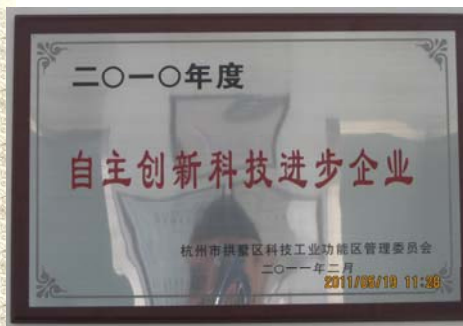 二〇一〇年度
自主创新科技进步企业
杭州市拱墅区科技工业功能区管理委员会
二〇一一年二月
2011/05/19 11:28